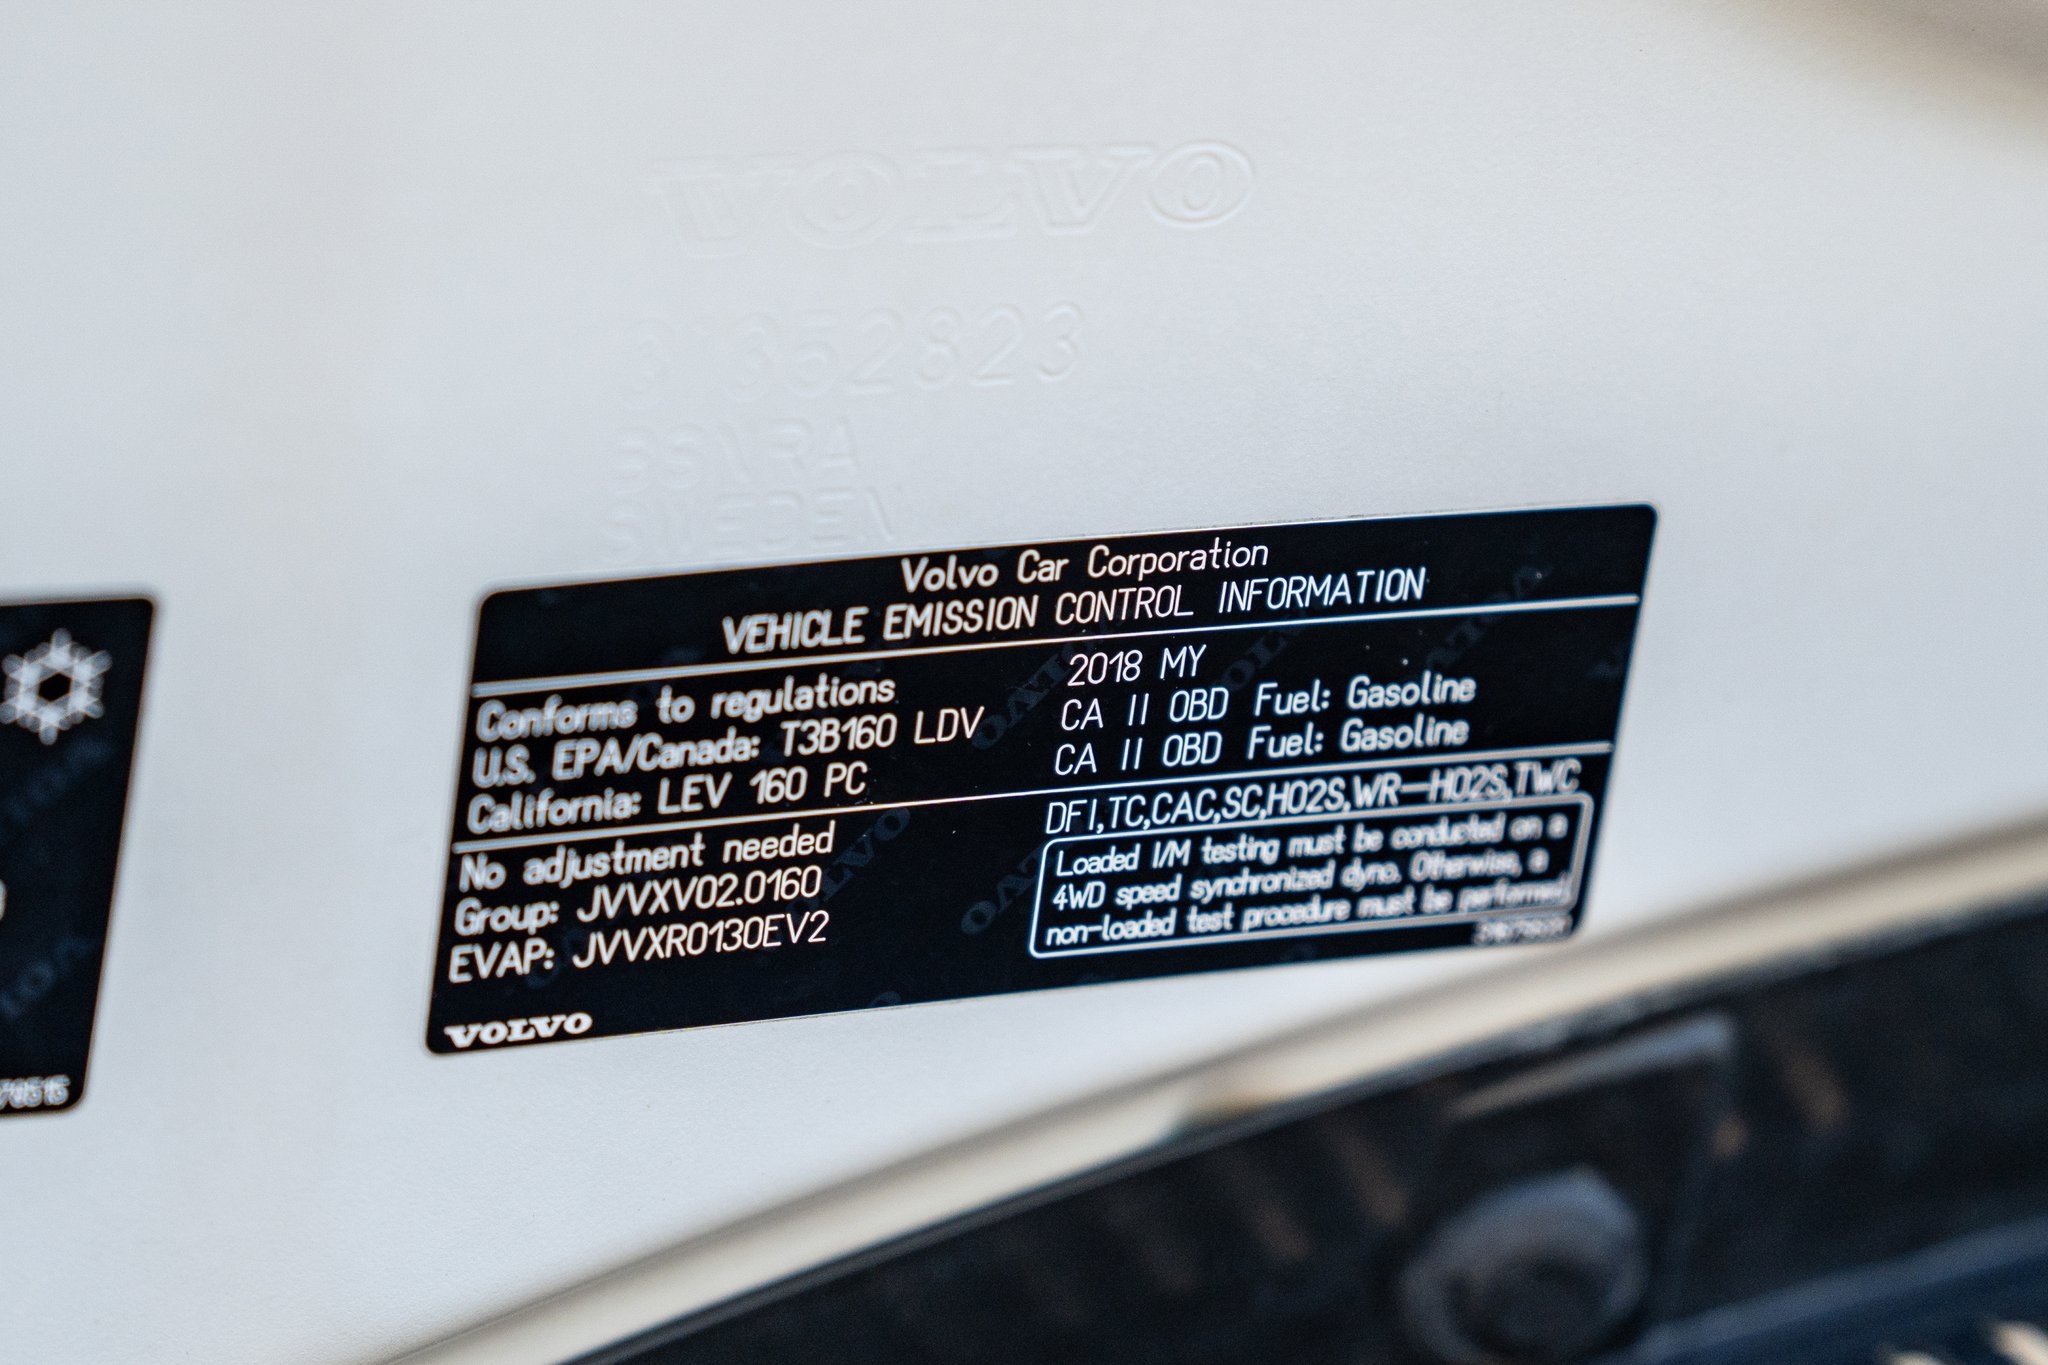 VOLVO
31352823
SSNRA
SWEDEN
Volvo Car Corporation
VEHICLE EMISSION CONTROL INFORMATION
Conforms to regulations 2018 MY
U.S. EPA/Canada: T3B160 LDV CA II OBD Fuel: Gasoline
California: LEV 160 PC CA II OBD Fuel: Gasoline
No adjustment needed DFI,TC,CAC,SC,HO2S,WR-HO2S,TWC
Group: JVVXV02.0160
EVAP: JVVXR0130EV2
Loaded I/M testing must be conducted on a
4WD speed synchronized dyno. Otherwise, a
non-loaded test procedure must be performed
VOLVO